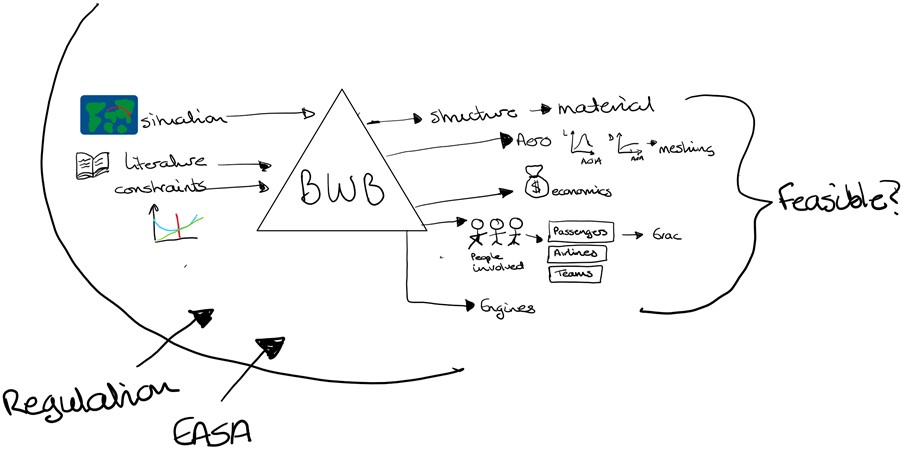 situation
Literature
constraints
BWB
structure
material
Aero
L
AOA
D
AOA
meshing
$
economics
People
involved
Passengers
Airlines
Teams
Evac
Engines
Feasible?
Regulation
EASA